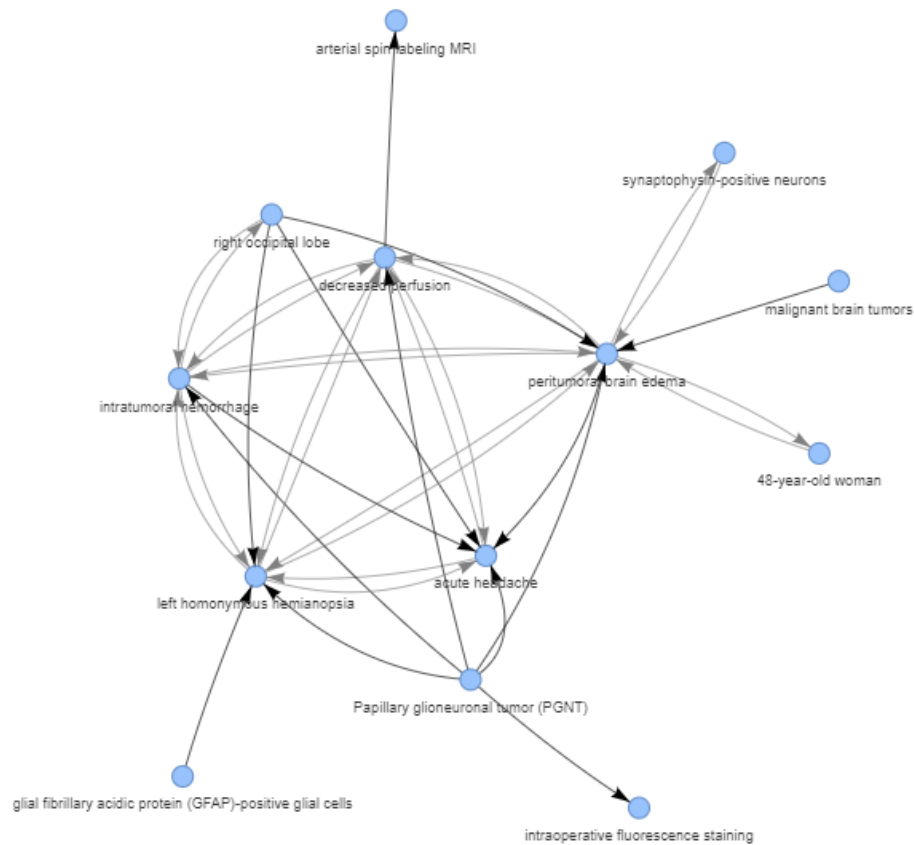 arterial spin labeling MRI
synaptophysin-positive neurons
right occipital lobe
decreased perfusion
malignant brain tumors
peritumoral brain edema
intratumoral hemorrhage
48-year-old woman
acute headache
left homonymous hemianopsia
Papillary glioneuronal tumor (PGNT)
glial fibrillary acidic protein (GFAP)-positive glial cells
intraoperative fluorescence staining